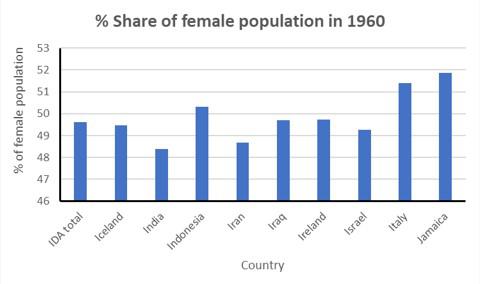 % Share of female population in 1960
% of female population
53
52
51
50
49
48
47
46
IDA total
Iceland
India
Indonesia
Iran
Iraq
Ireland
Israel
Italy
Jamaica
Country